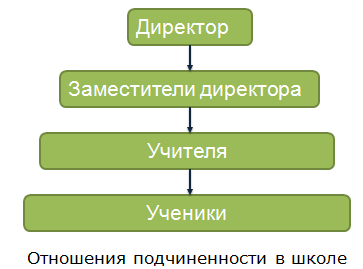 Директор
Заместители директора
Учителя
Ученики
Отношения подчиненности в школе